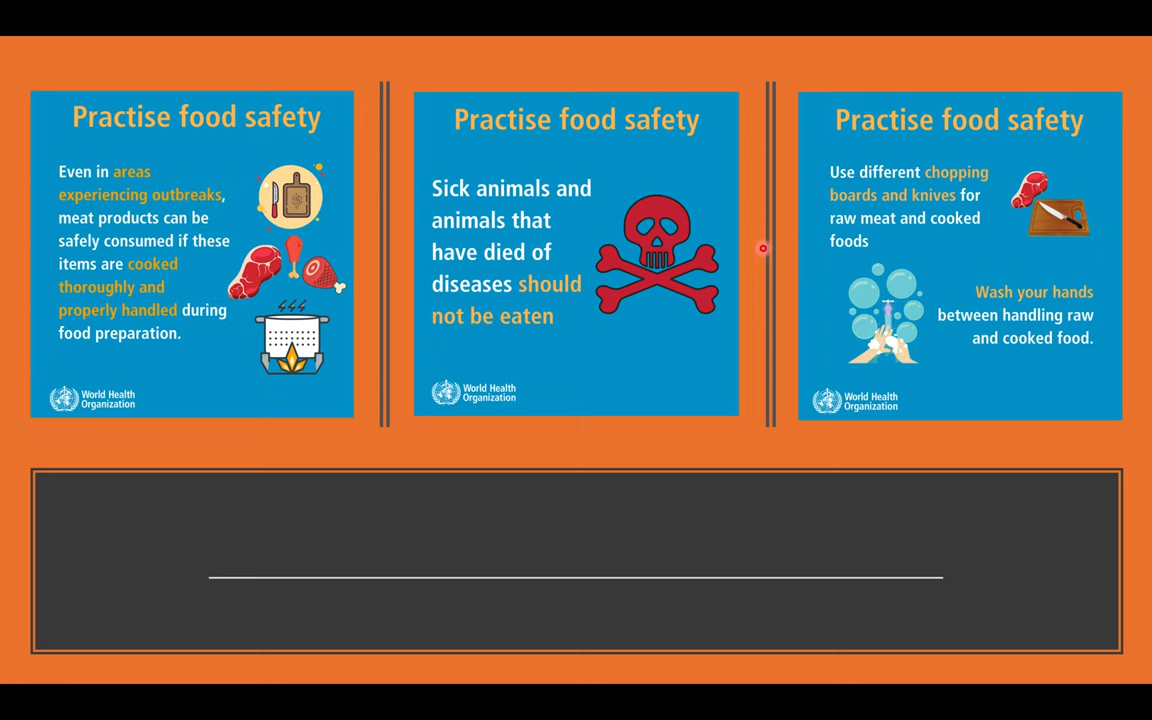 Practise food safety
Even in areas
experiencing outbreaks,
meat products can be
safely consumed if these
items are cooked
thoroughly and
properly handled during
food preparation.
World Health
Organization
Practise food safety
Sick animals and
animals that
have died of
diseases should
not be eaten
World Health
Organization
Practise food safety
Use different chopping
boards and knives for
raw meat and cooked
foods
Wash your hands
between handling raw
and cooked food.
World Health
Organization